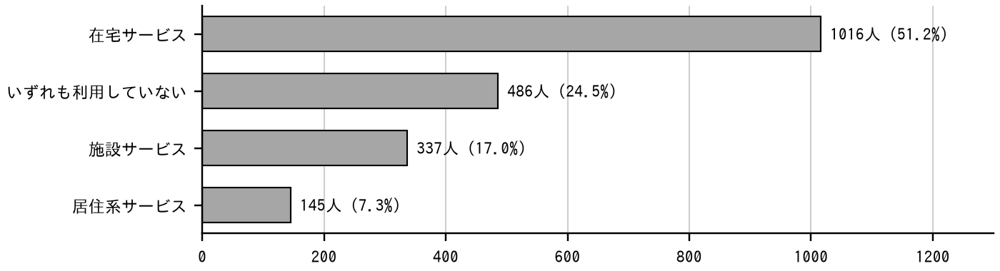 在宅サービス 1016人 (51.2%)
いずれも利用していない 486人 (24.5%)
施設サービス 337人 (17.0%)
居住系サービス 145人 (7.3%)
0 200 400 600 800 1000 1200